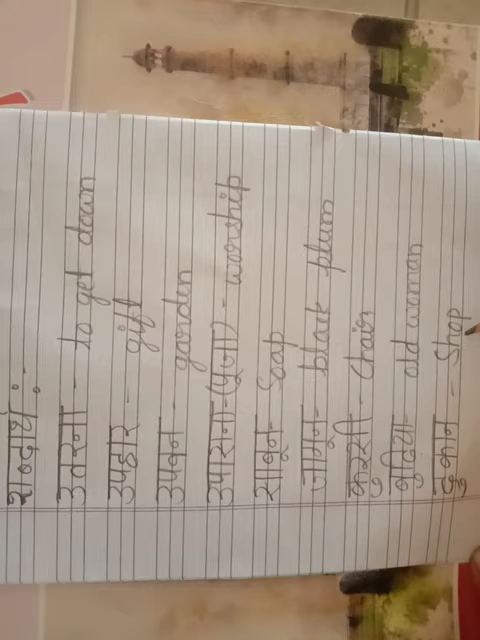 शब्दार्थ :
उतरना - to get down
उपहार - gift
उपवन - garden
उपासना-(पूजा) - worship
साबुन- Soap
जामुन- black plum
कुरसी - chair
बुढ़िया- old woman
दुकान - Shop